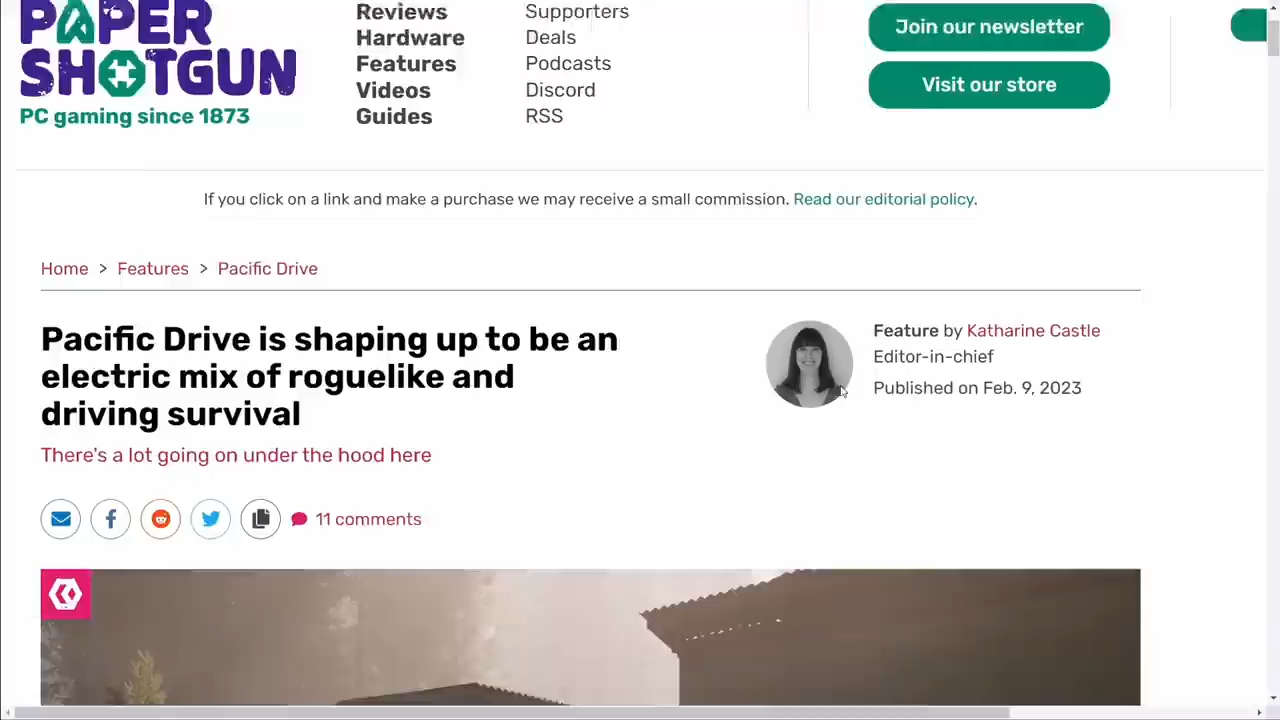 PAPER
SHOTGUN
PC gaming since 1873
Reviews
Hardware
Features
Videos
Guides
Supporters
Deals
Podcasts
Discord
RSS
Join our newsletter
Visit our store
If you click on a link and make a purchase we may receive a small commission. Read our editorial policy.
Home > Features > Pacific Drive
Pacific Drive is shaping up to be an
electric mix of roguelike and
driving survival
There's a lot going on under the hood here
Feature by Katharine Castle
Editor-in-chief
Published on Feb. 9, 2023
11 comments